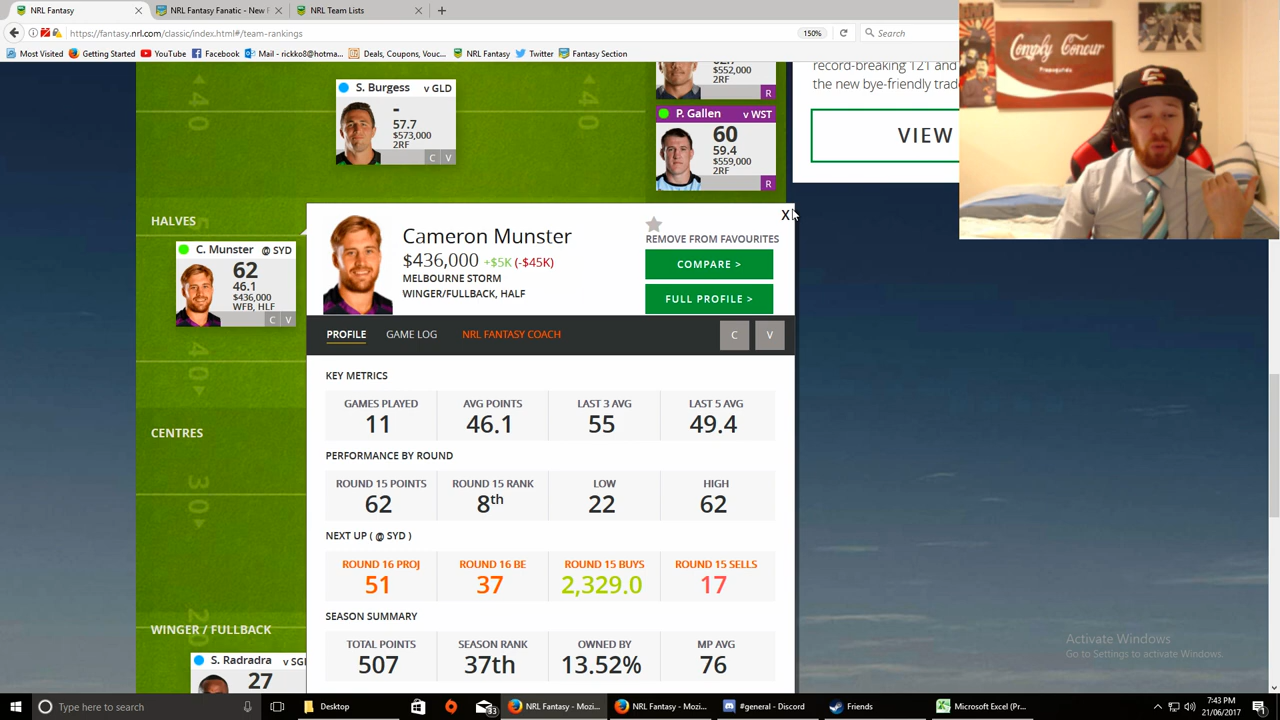 NRL Fantasy
NRL Fantasy Fanatic - New F
NRL Team Lists
https://fantasy.nrl.com/classic/index.html#/team-rankings
150%
Search
Most Visited
Getting Started
YouTube
Facebook
Mail - rickko8@hotma...
Deals, Coupons, Vouc...
NRL Fantasy
Twitter
Fantasy Section
40
40
S. Burgess v GLD
-
57.7
$573,000
2RF
C V
$552,000
2RF
R
P. Gallen v WST
60
59.4
$559,000
2RF
R
record-breaking 121 and
the new bye-friendly trad
VIEW
Comply Concur
Propaganda
HALVES
C. Munster @ SYD
62
46.1
$436,000
WFB, HLF
C V
40
CENTRES
30
20
WINGER / FULLBACK
S. Radradra v SGI
27
X
Cameron Munster
$436,000 +$5K (-$45K)
MELBOURNE STORM
WINGER/FULLBACK, HALF
REMOVE FROM FAVOURITES
COMPARE >
FULL PROFILE >
PROFILE GAME LOG NRL FANTASY COACH C V
KEY METRICS
GAMES PLAYED AVG POINTS LAST 3 AVG LAST 5 AVG
11 46.1 55 49.4
PERFORMANCE BY ROUND
ROUND 15 POINTS ROUND 15 RANK LOW HIGH
62 8th 22 62
NEXT UP ( @ SYD )
ROUND 16 PROJ ROUND 16 BE ROUND 15 BUYS ROUND 15 SELLS
51 37 2,329.0 17
SEASON SUMMARY
TOTAL POINTS SEASON RANK OWNED BY MP AVG
507 37th 13.52% 76
Activate Windows
Go to Settings to activate Windows.
Type here to search
Desktop
33
NRL Fantasy - Mozi...
NRL Fantasy - Mozi...
#general - Discord
Friends
Microsoft Excel (Pr...
7:43 PM
21/06/2017